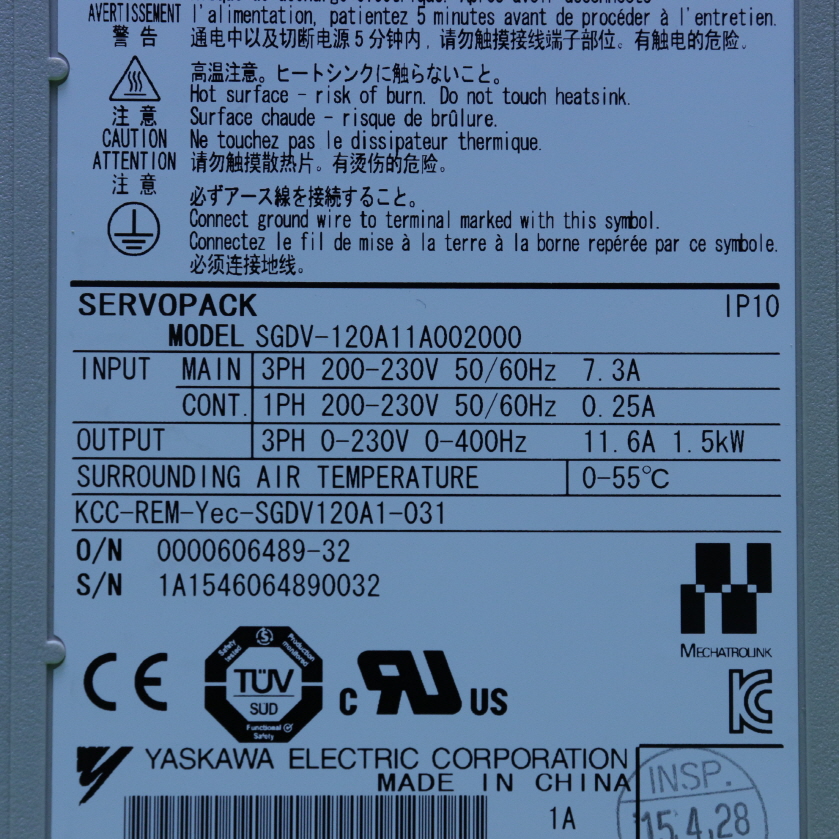 AVERTISSEMENT l'alimentation, patientez 5 minutes avant de procéder à l'entretien.
警告 通电中以及切断电源5分钟内，请勿触摸接线端子部位。有触电的危险。
高温注意。ヒートシンクに触らないこと。
Hot surface - risk of burn. Do not touch heatsink.
注意 Surface chaude - risque de brûlure.
CAUTION Ne touchez pas le dissipateur thermique.
ATTENTION 请勿触摸散热片。有烫伤的危险。
注意
必ずアース線を接続すること。
Connect ground wire to terminal marked with this symbol.
Connectez le fil de mise à la terre à la borne repérée par ce symbole.
必须连接地线。
SERVOPACK IP10
MODEL SGDV-120A11A002000
INPUT MAIN 3PH 200-230V 50/60Hz 7.3A
CONT. 1PH 200-230V 50/60Hz 0.25A
OUTPUT 3PH 0-230V 0-400Hz 11.6A 1.5kW
SURROUNDING AIR TEMPERATURE 0-55℃
KCC-REM-Yec-SGDV120A1-031
O/N 0000606489-32
S/N 1A1546064890032
MECHATROLINK
CE
Safety tested
Production monitored
TÜV
SÜD
Functional Safety
C RU US
KC
YASKAWA ELECTRIC CORPORATION
MADE IN CHINA
1A
INSP.
15.4.28